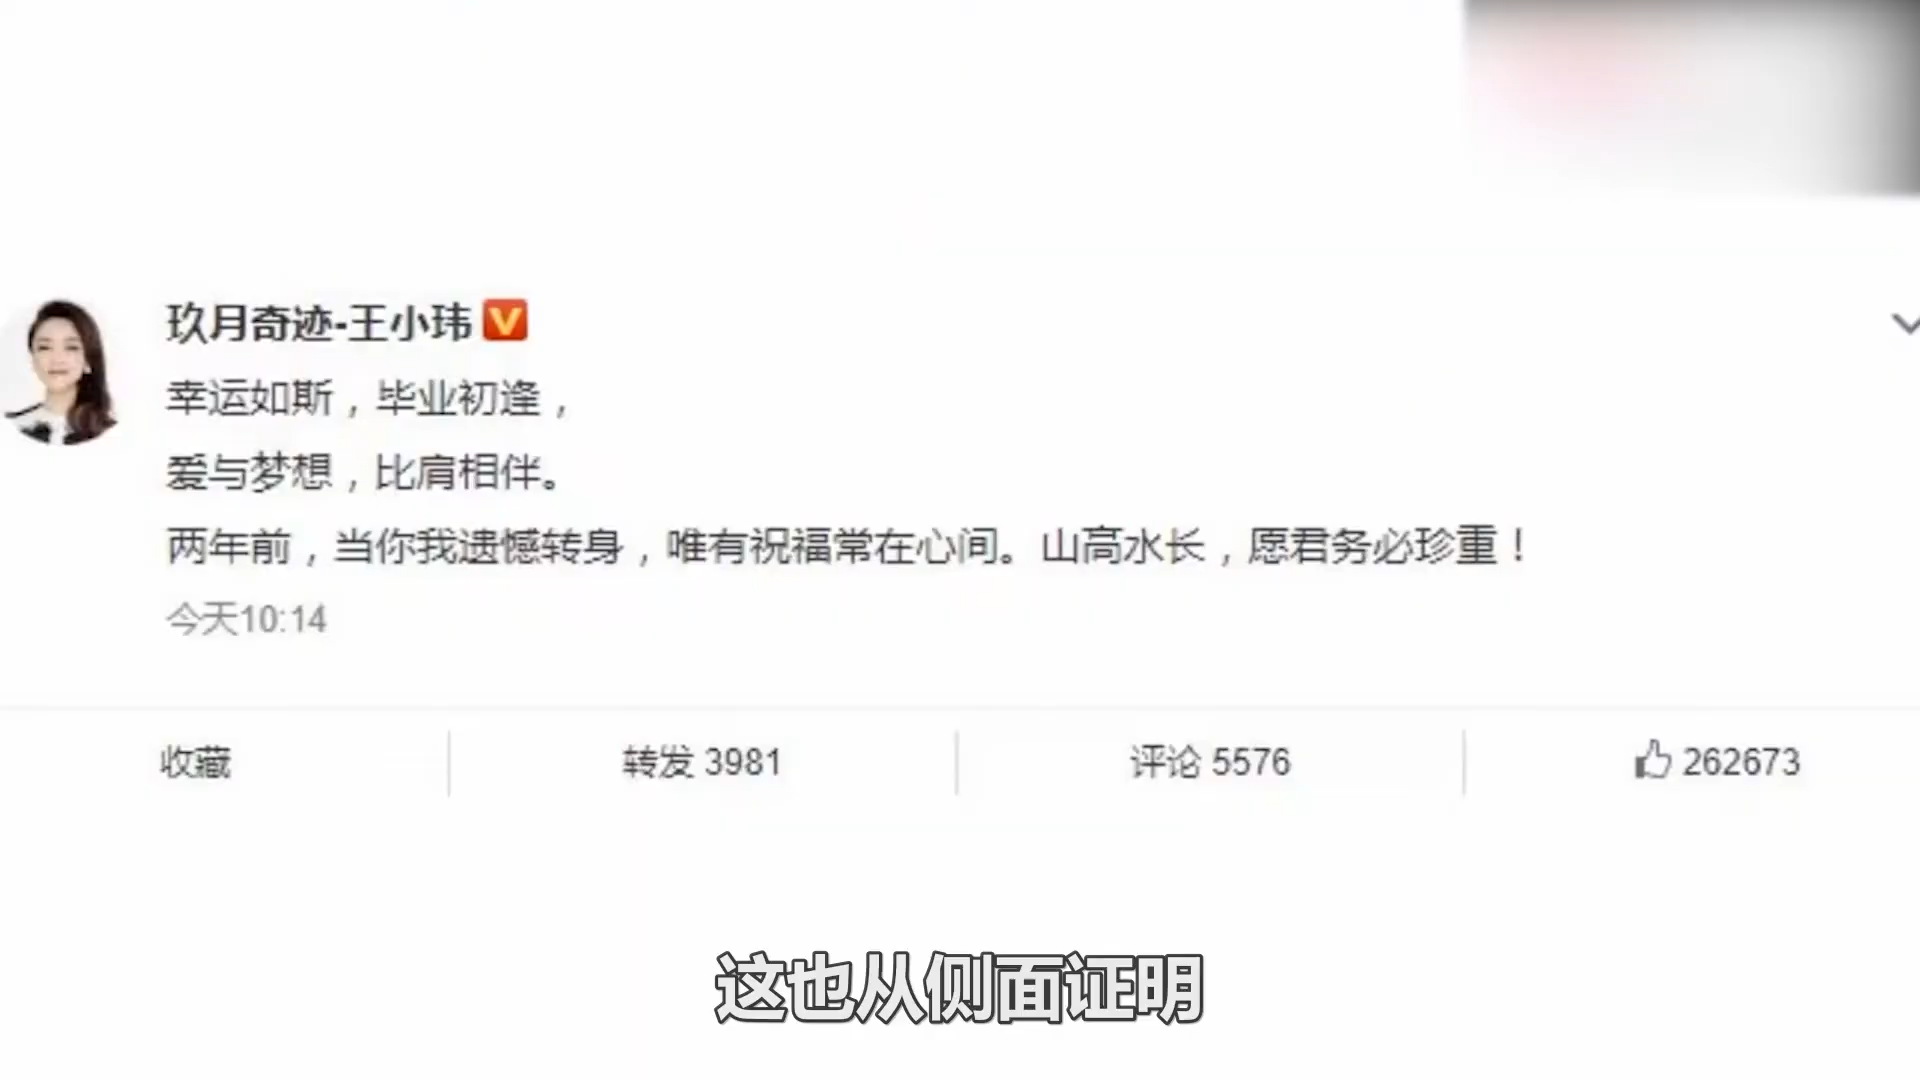 玖月奇迹-王小玮
幸运如斯，毕业初逢，
爱与梦想，比肩相伴。
两年前，当你我遗憾转身，唯有祝福常在心间。山高水长，愿君务必珍重！
今天10:14
收藏
转发 3981
评论 5576
262673
这也从侧面证明